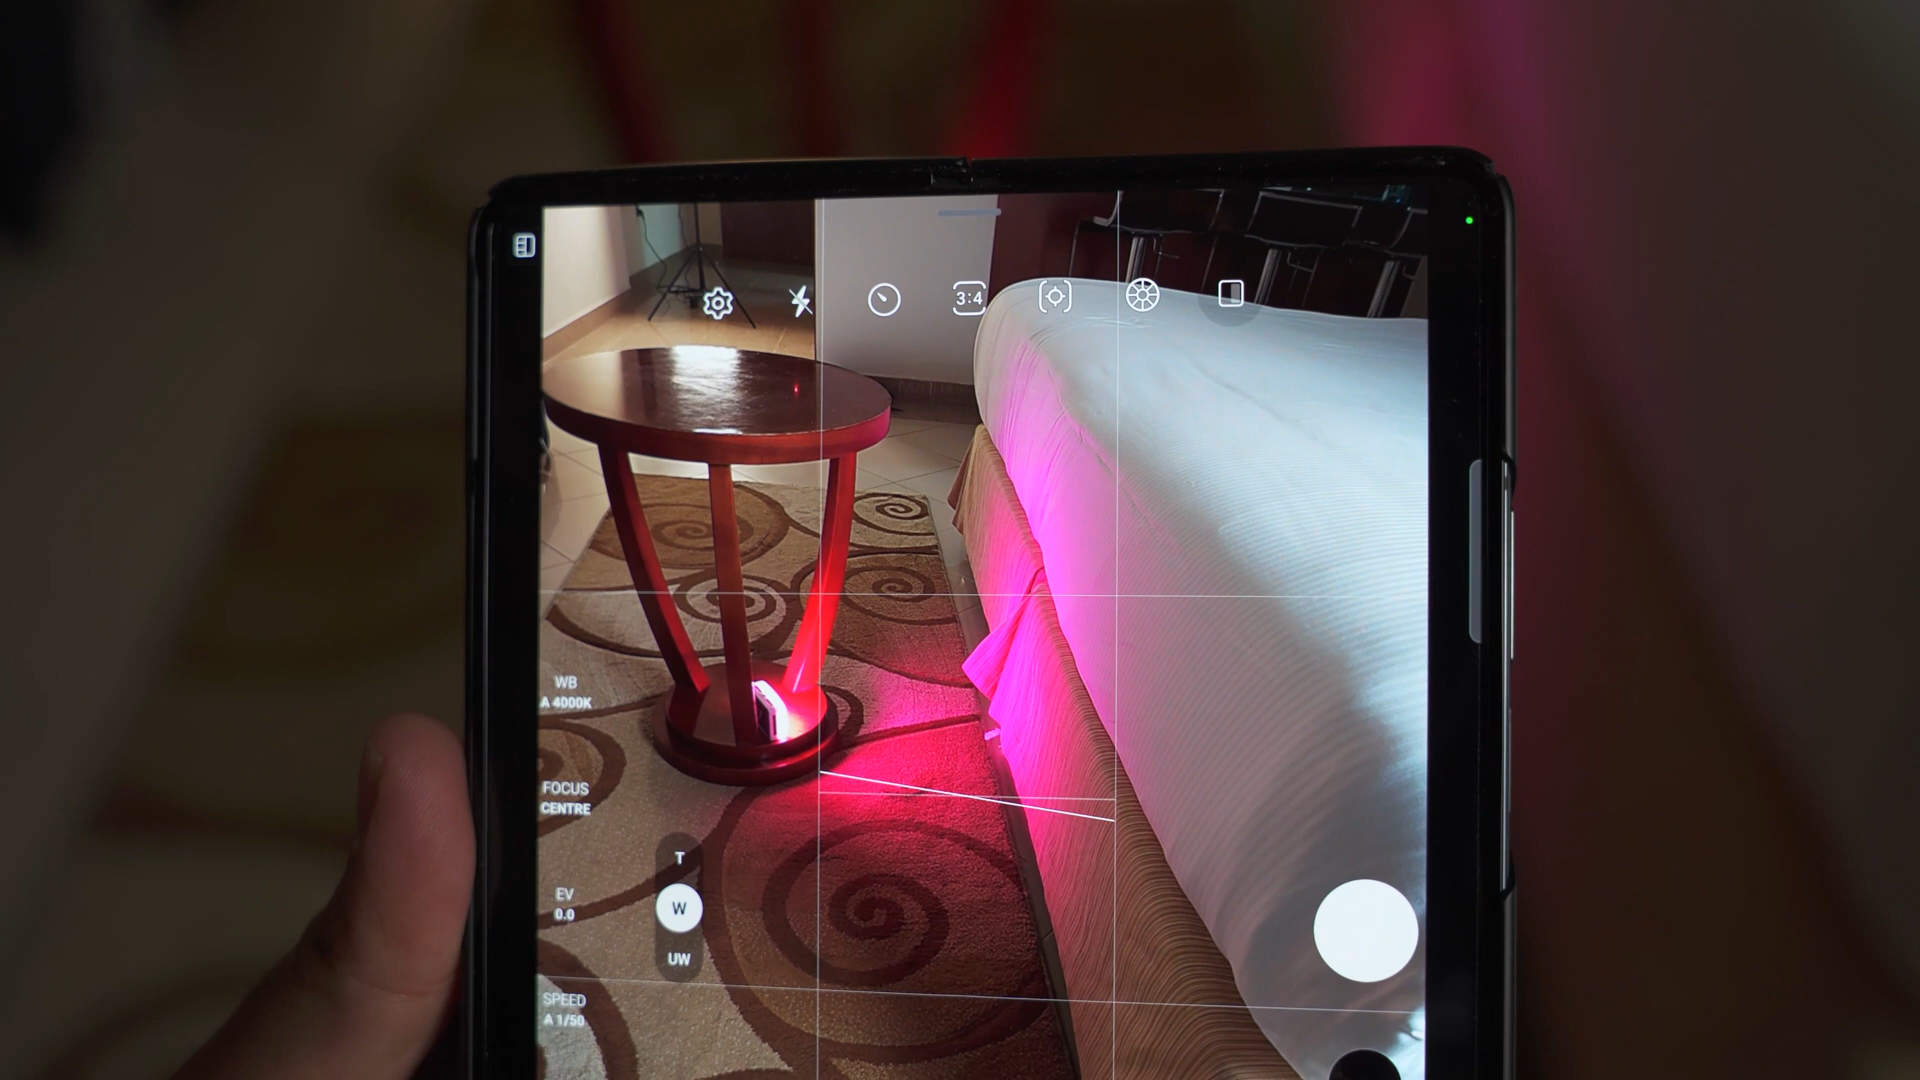 3:4
WB
A 4000K
FOCUS
CENTRE
EV
0.0
SPEED
A 1/50
T
W
UW